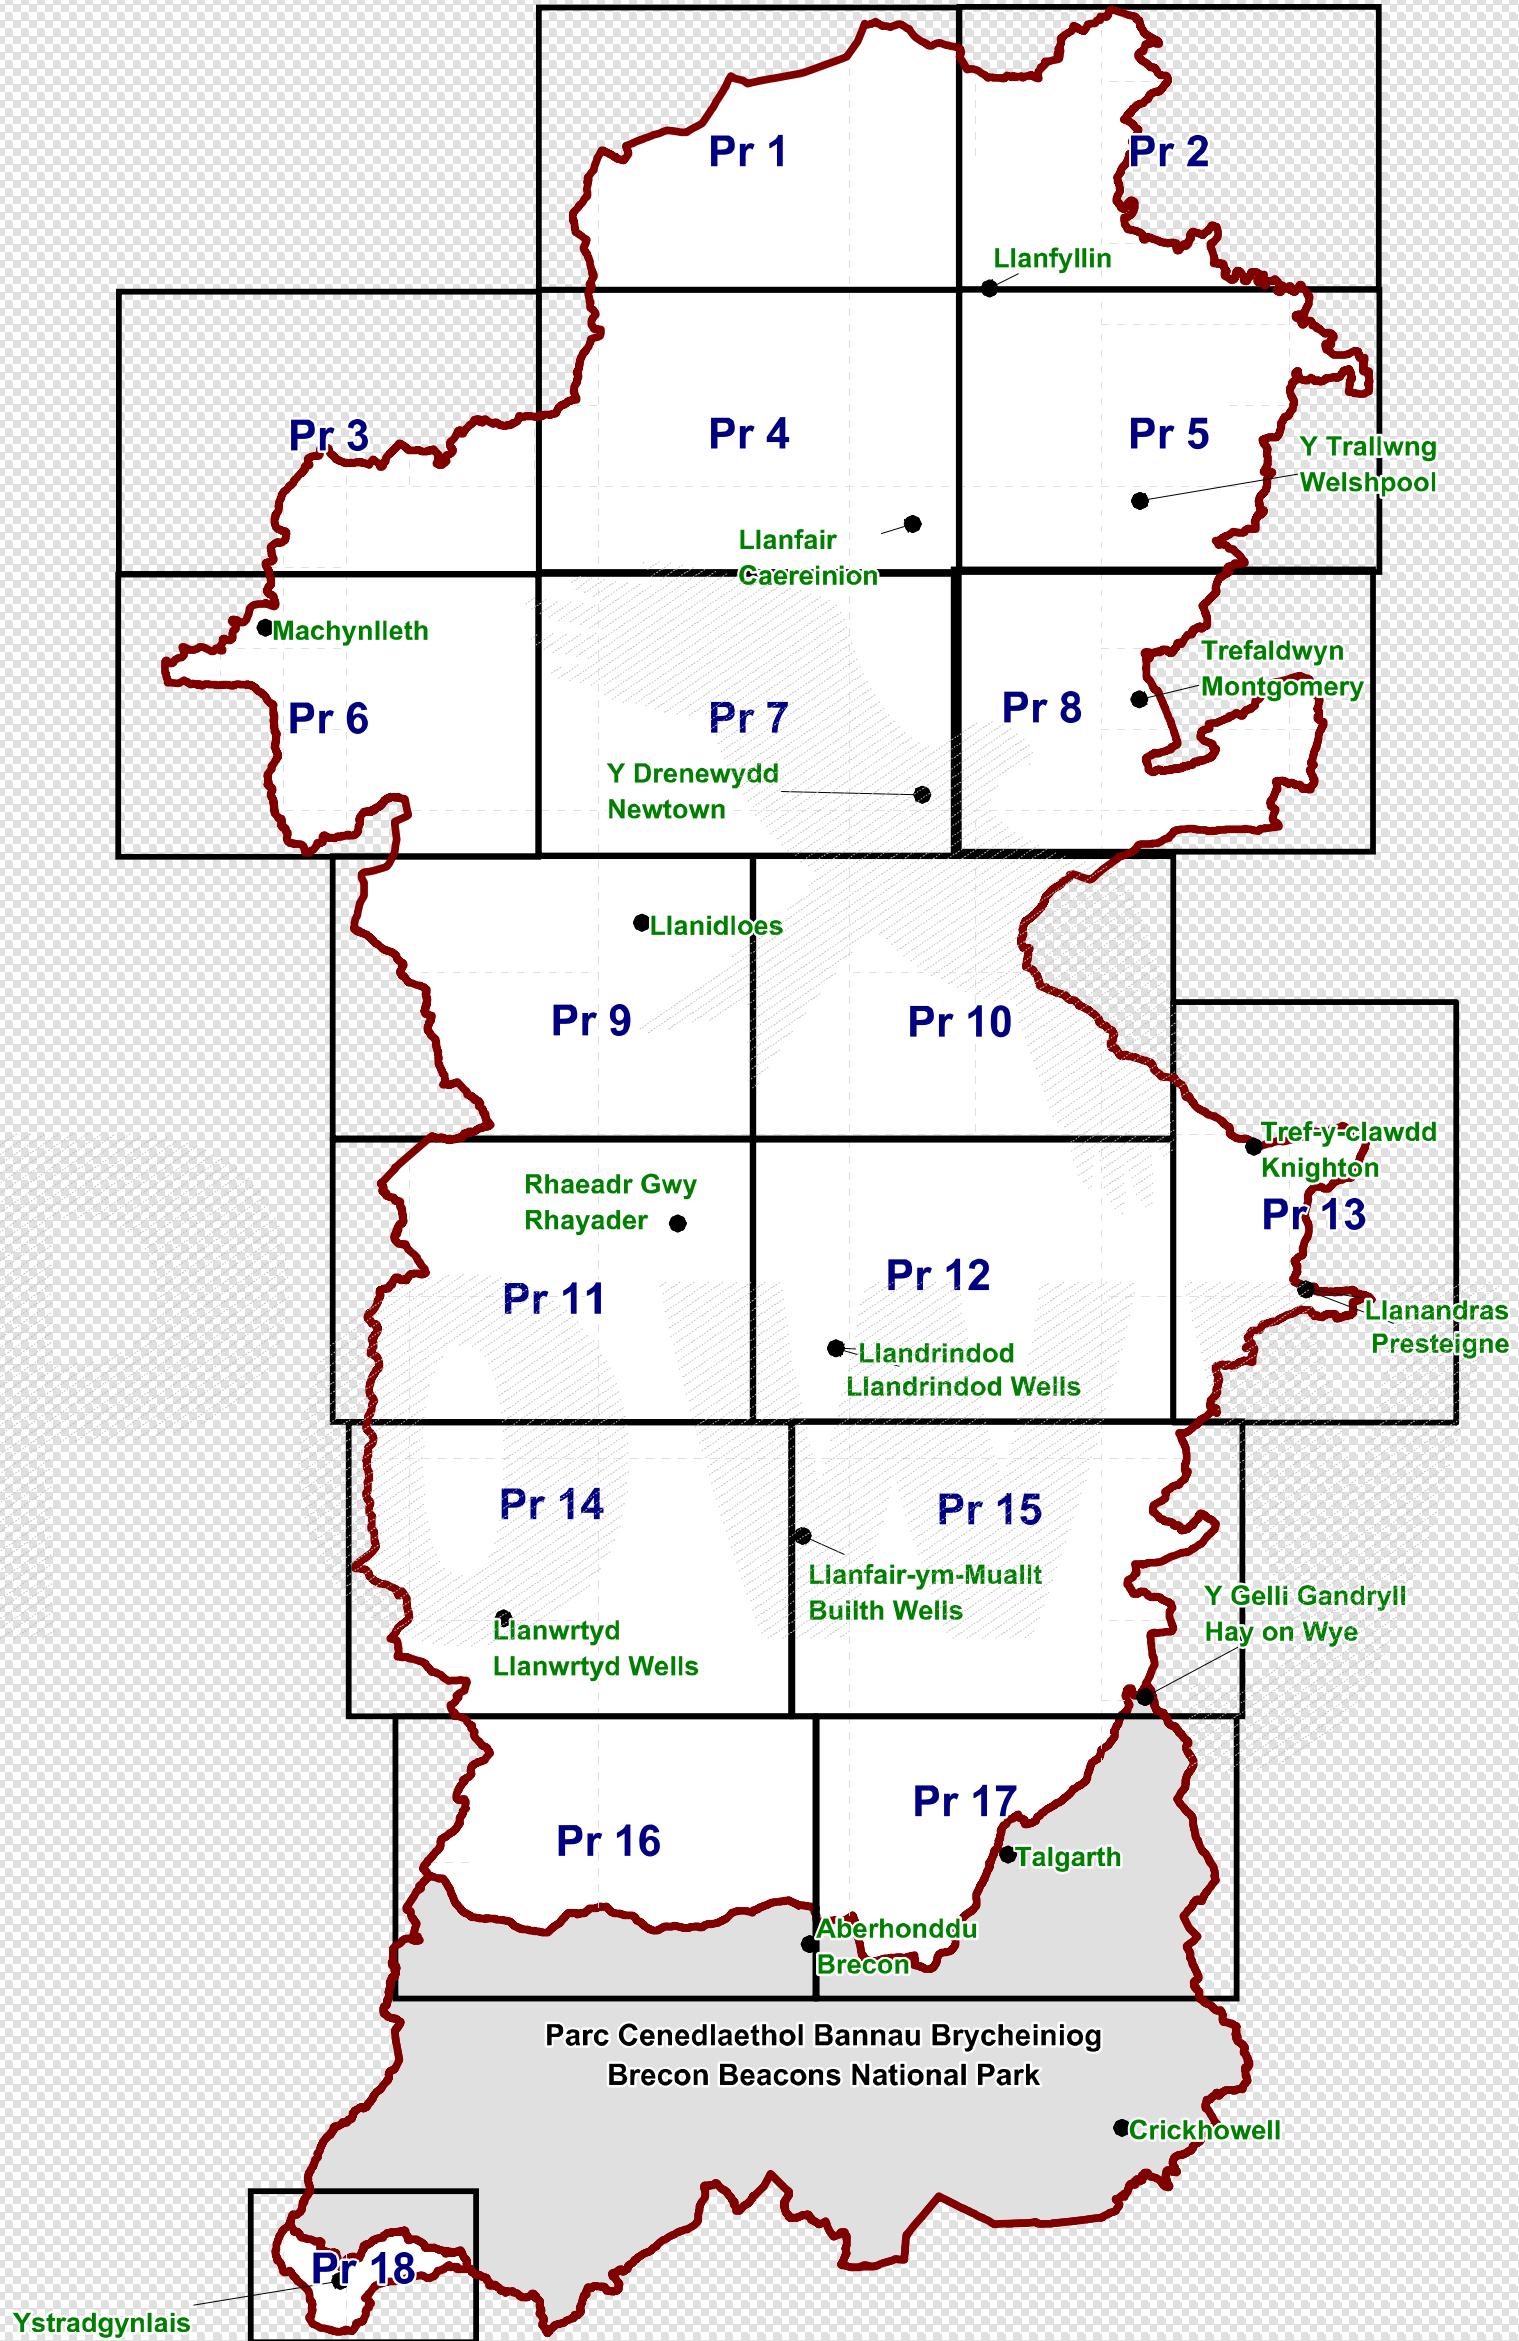 Pr 1
Pr 2
Llanfyllin
Pr 3
Pr 4
Pr 5
Y Trallwng
Welshpool
Llanfair
Caereinion
Machynlleth
Trefaldwyn
Montgomery
Pr 6
Pr 7
Pr 8
Y Drenewydd
Newtown
Llanidloes
Pr 9
Pr 10
Tref-y-clawdd
Knighton
Rhaeadr Gwy
Rhayader
Pr 13
Pr 11
Pr 12
Llanandras
Presteigne
Llandrindod
Llandrindod Wells
Pr 14
Pr 15
Llanfair-ym-Muallt
Builth Wells
Y Gelli Gandryll
Hay on Wye
Llanwrtyd
Llanwrtyd Wells
Pr 17
Pr 16
Talgarth
Aberhonddu
Brecon
Parc Cenedlaethol Bannau Brycheiniog
Brecon Beacons National Park
Crickhowell
Pr 18
Ystradgynlais